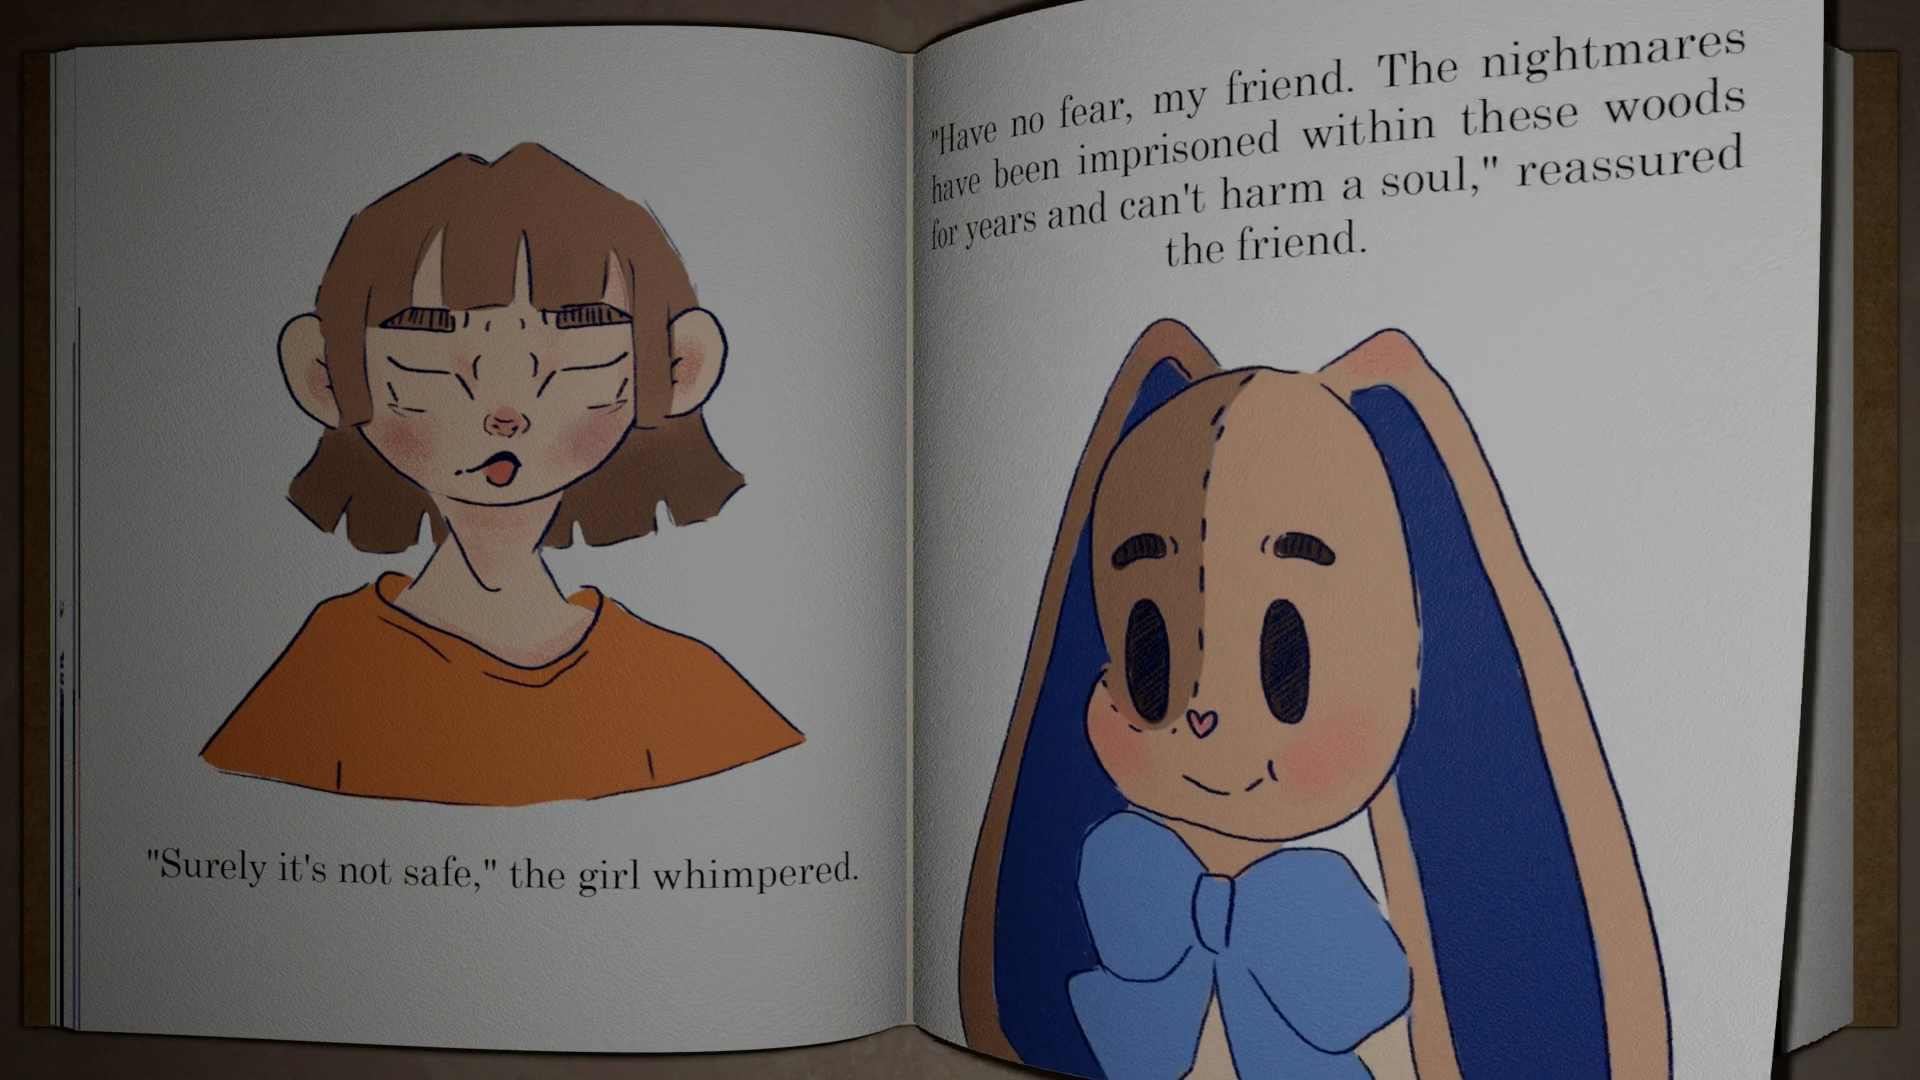 "Surely it's not safe," the girl whimpered.
"Have no fear, my friend. The nightmares
have been imprisoned within these woods
for years and can't harm a soul," reassured
the friend.